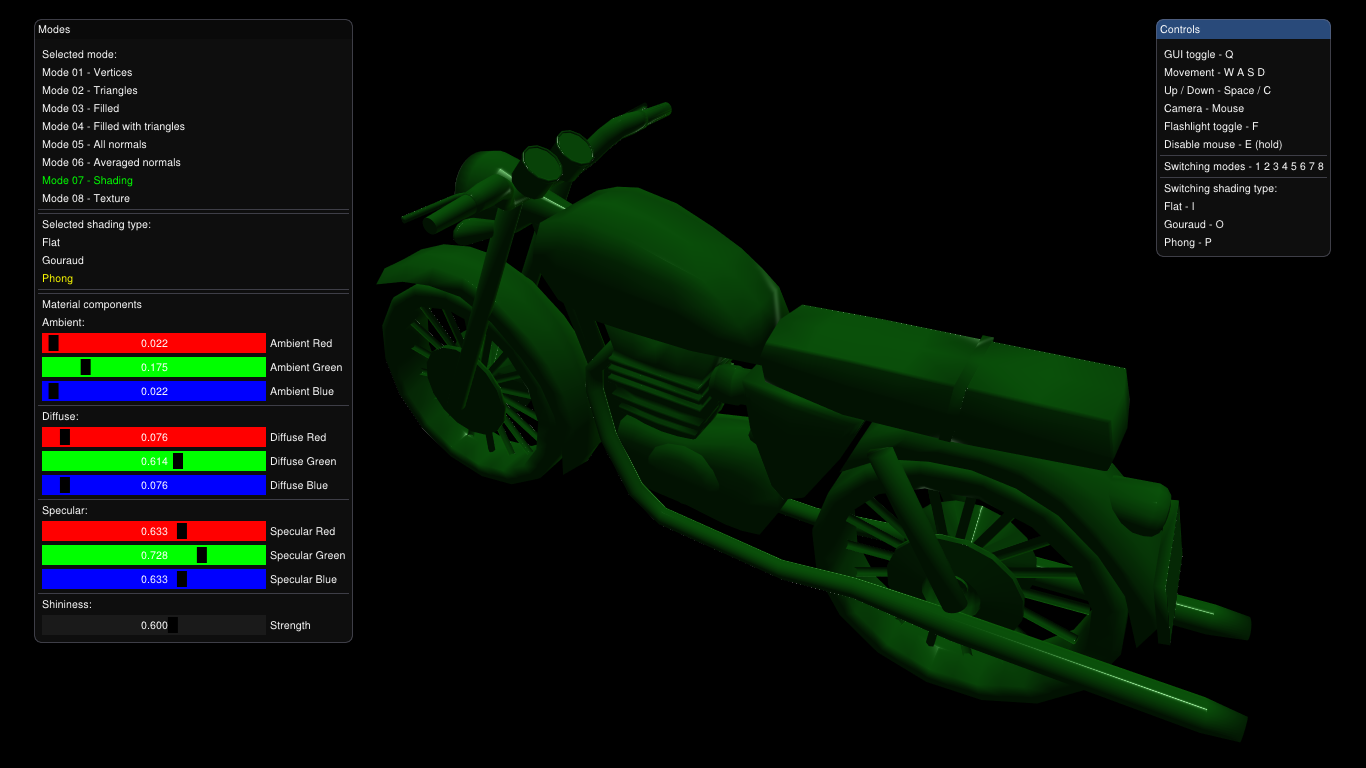 Modes
Selected mode:
Mode 01 - Vertices
Mode 02 - Triangles
Mode 03 - Filled
Mode 04 - Filled with triangles
Mode 05 - All normals
Mode 06 - Averaged normals
Mode 07 - Shading
Mode 08 - Texture
Selected shading type:
Flat
Gouraud
Phong
Material components
Ambient:
0.022 Ambient Red
0.175 Ambient Green
0.022 Ambient Blue
Diffuse:
0.076 Diffuse Red
0.614 Diffuse Green
0.076 Diffuse Blue
Specular:
0.633 Specular Red
0.728 Specular Green
0.633 Specular Blue
Shininess:
0.600 Strength
Controls
GUI toggle - Q
Movement - W A S D
Up / Down - Space / C
Camera - Mouse
Flashlight toggle - F
Disable mouse - E (hold)
Switching modes - 1 2 3 4 5 6 7 8
Switching shading type:
Flat - I
Gouraud - O
Phong - P